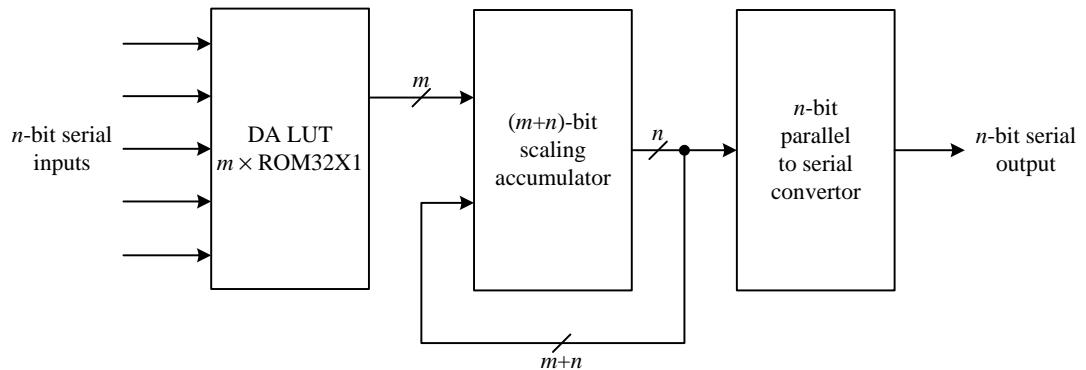 n-bit serial
inputs
DA LUT
m × ROM32X1
m
(m+n)-bit
scaling
accumulator
n
m+n
n-bit
parallel
to serial
convertor
n-bit serial
output